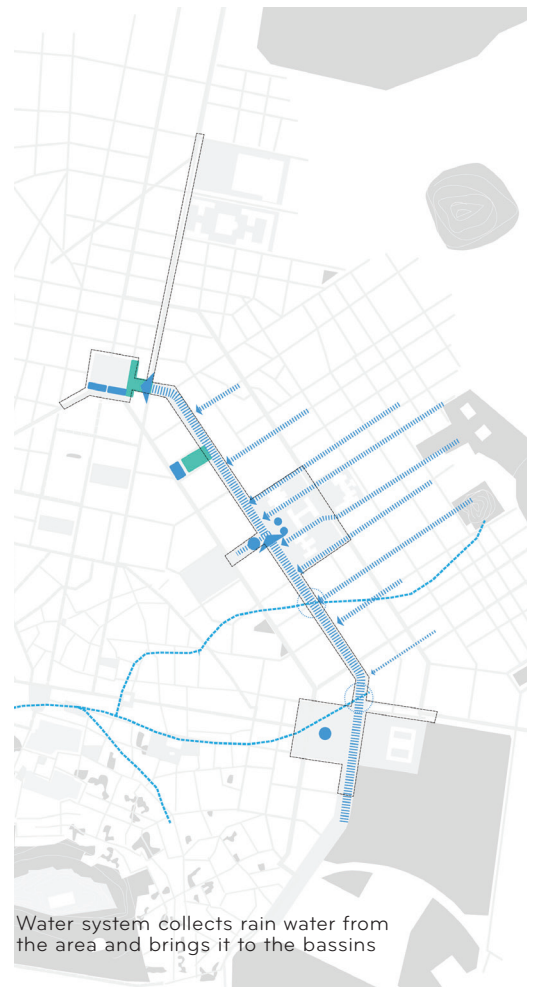 Water system collects rain water from
the area and brings it to the bassins